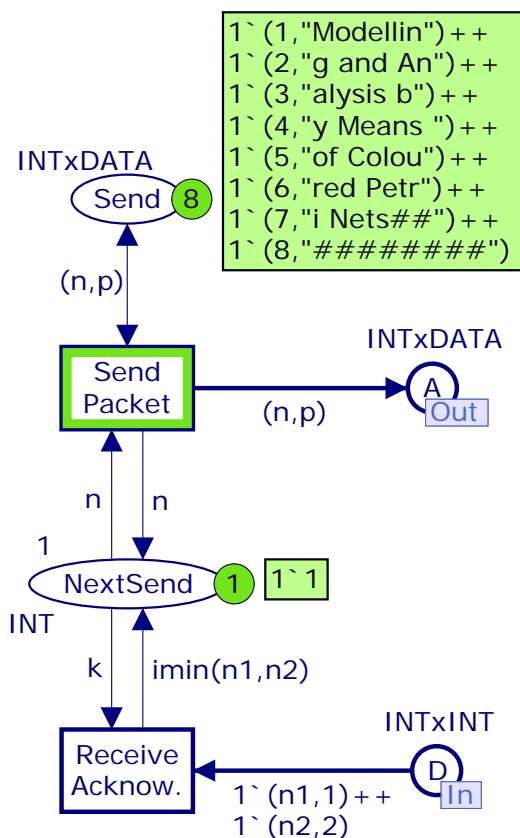 1`(1,"Modellin")++
1`(2,"g and An")++
1`(3,"alysis b")++
1`(4,"y Means ")++
1`(5,"of Colou")++
1`(6,"red Petr")++
1`(7,"i Nets##")++
1`(8,"########")
INTxDATA
Send
8
(n,p)
Send
Packet
(n,p)
INTxDATA
A
Out
n
n
1
NextSend
1
1`1
INT
k
imin(n1,n2)
Receive
Acknow.
1`(n1,1)++
1`(n2,2)
INTxINT
D
In